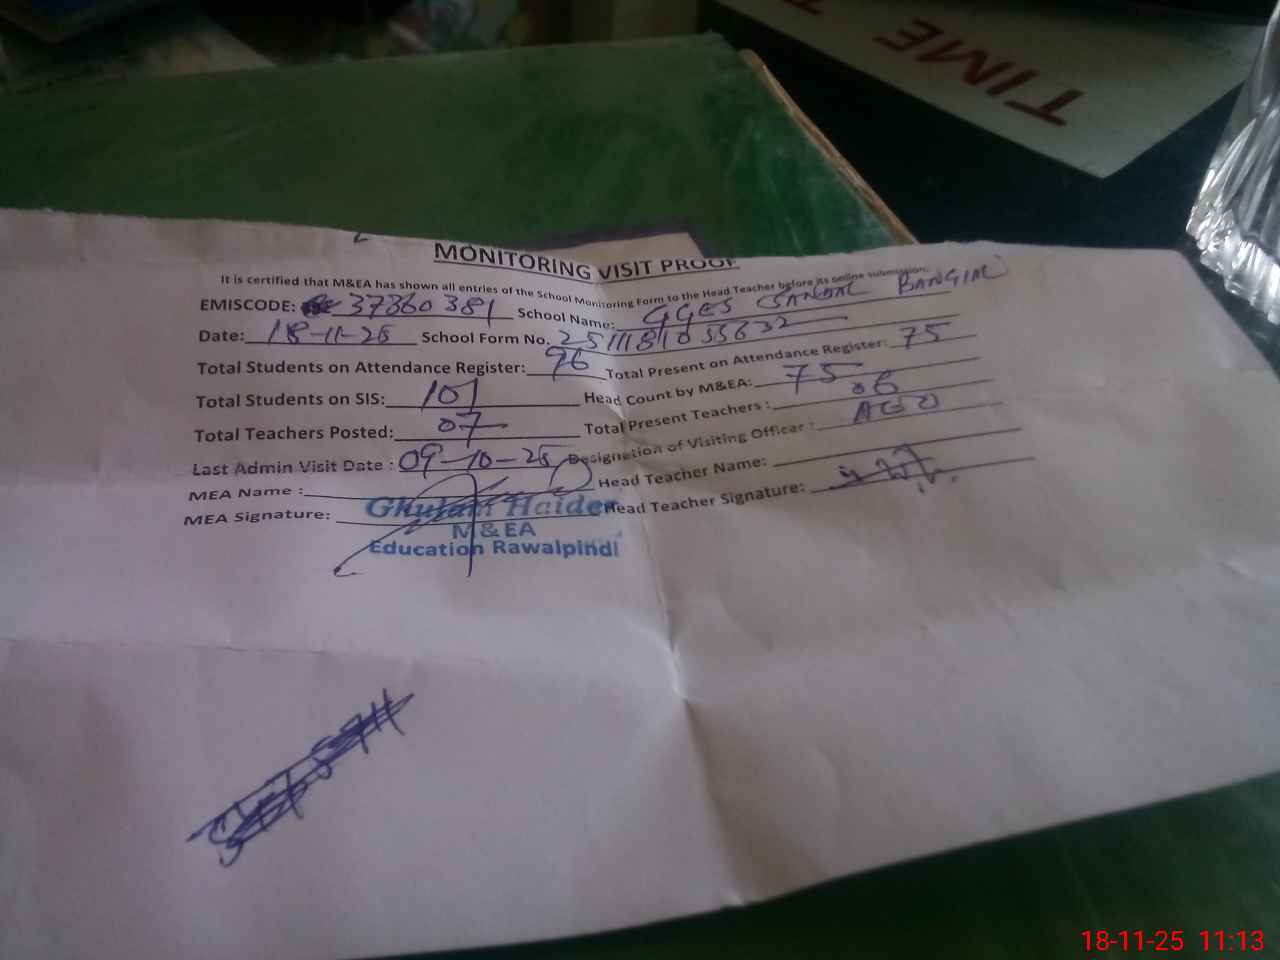 TIME
MONITORING VISIT PROOF
It is certified that M&EA has shown all entries of the School Monitoring Form to the Head Teacher before its online submission.
EMISCODE: 37360381 School Name: GGES SANDAL BANGIAL
Date: 18-11-25 School Form No. 25111181035632
Total Students on Attendance Register: 96 Total Present on Attendance Register: 75
Total Students on SIS: 101 Head Count by M&EA: 75
Total Teachers Posted: 07 Total Present Teachers : 06
Last Admin Visit Date : 09-10-25 Designation of Visiting Officer : AEO
MEA Name : Head Teacher Name:
MEA Signature: Head Teacher Signature:
Ghulam Haider
M&EA
Education Rawalpindi
18-11-25 11:13